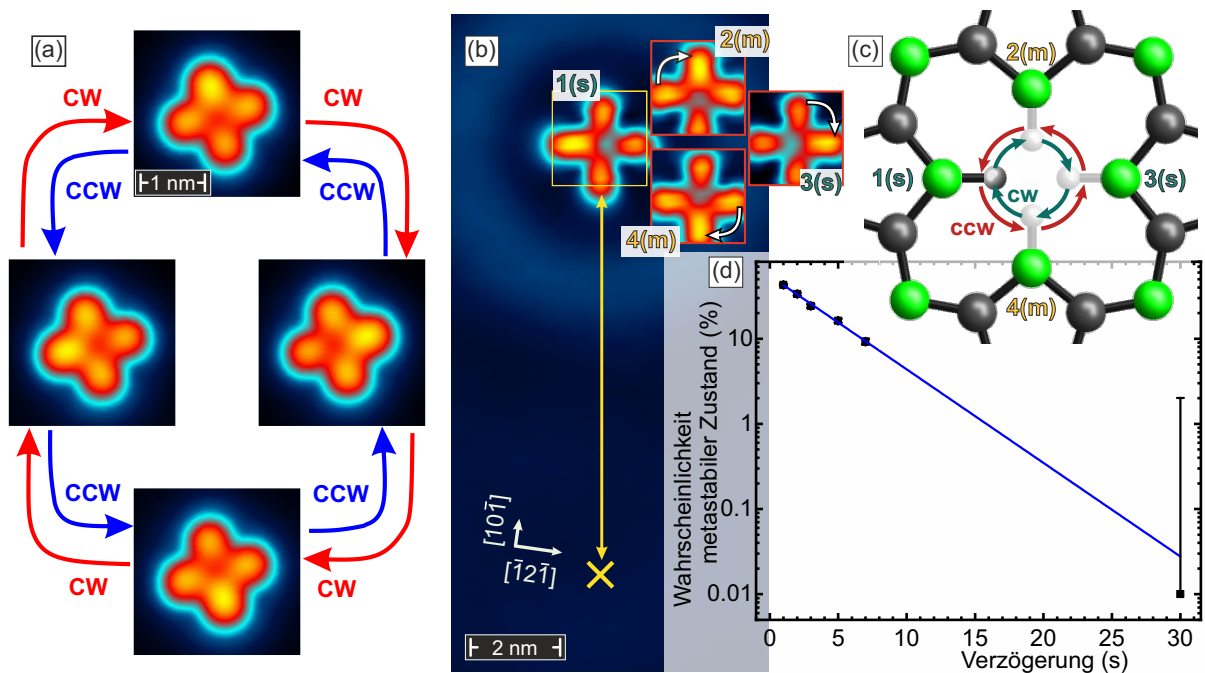 (a)
CW
CW
CCW
CCW
1 nm
CCW
CCW
CW
CW
(b)
2(m)
1(s)
3(s)
4(m)
[101̄]
[1̄21̄]
2 nm
(c)
2(m)
1(s)
3(s)
CW
CCW
4(m)
(d)
Wahrscheinlichkeit
metastabiler Zustand (%)
10
1
0.1
0.01
0 5 10 15 20 25 30
Verzögerung (s)